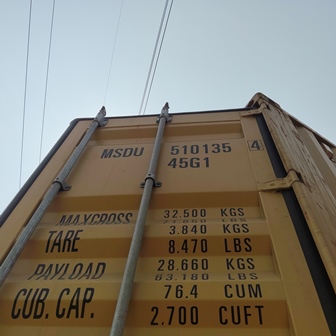 MSDU 510135 4
45G1
MAXGROSS 32.500 KGS
TARE 3.840 KGS
8.470 LBS
PAYLOAD 28.660 KGS
63.180 LBS
CUB. CAP. 76.4 CUM
2.700 CUFT